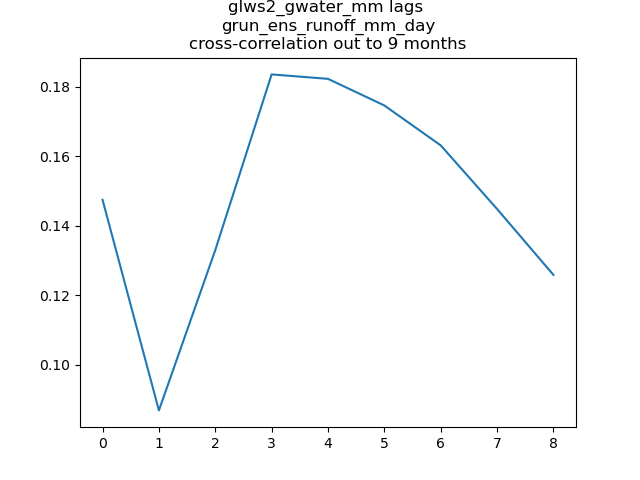 glws2_gwater_mm lags
grun_ens_runoff_mm_day
cross-correlation out to 9 months
0.18
0.16
0.14
0.12
0.10
0 1 2 3 4 5 6 7 8